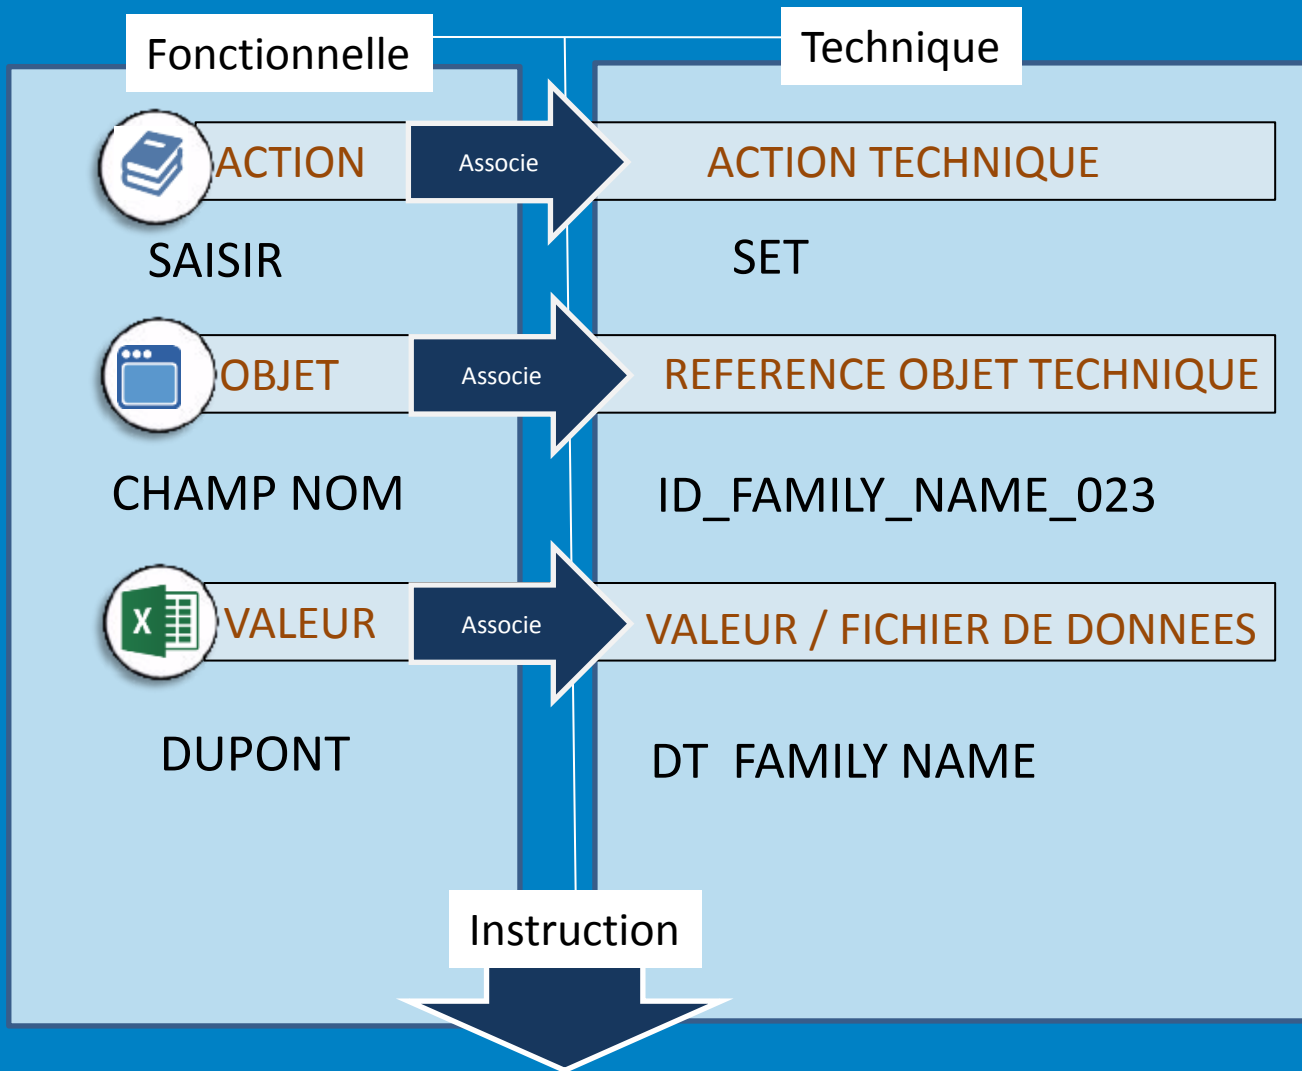 Fonctionnelle
Technique
ACTION
Associe
ACTION TECHNIQUE
SAISIR
SET
OBJET
Associe
REFERENCE OBJET TECHNIQUE
CHAMP NOM
ID_FAMILY_NAME_023
X
VALEUR
Associe
VALEUR / FICHIER DE DONNEES
DUPONT
DT FAMILY NAME
Instruction